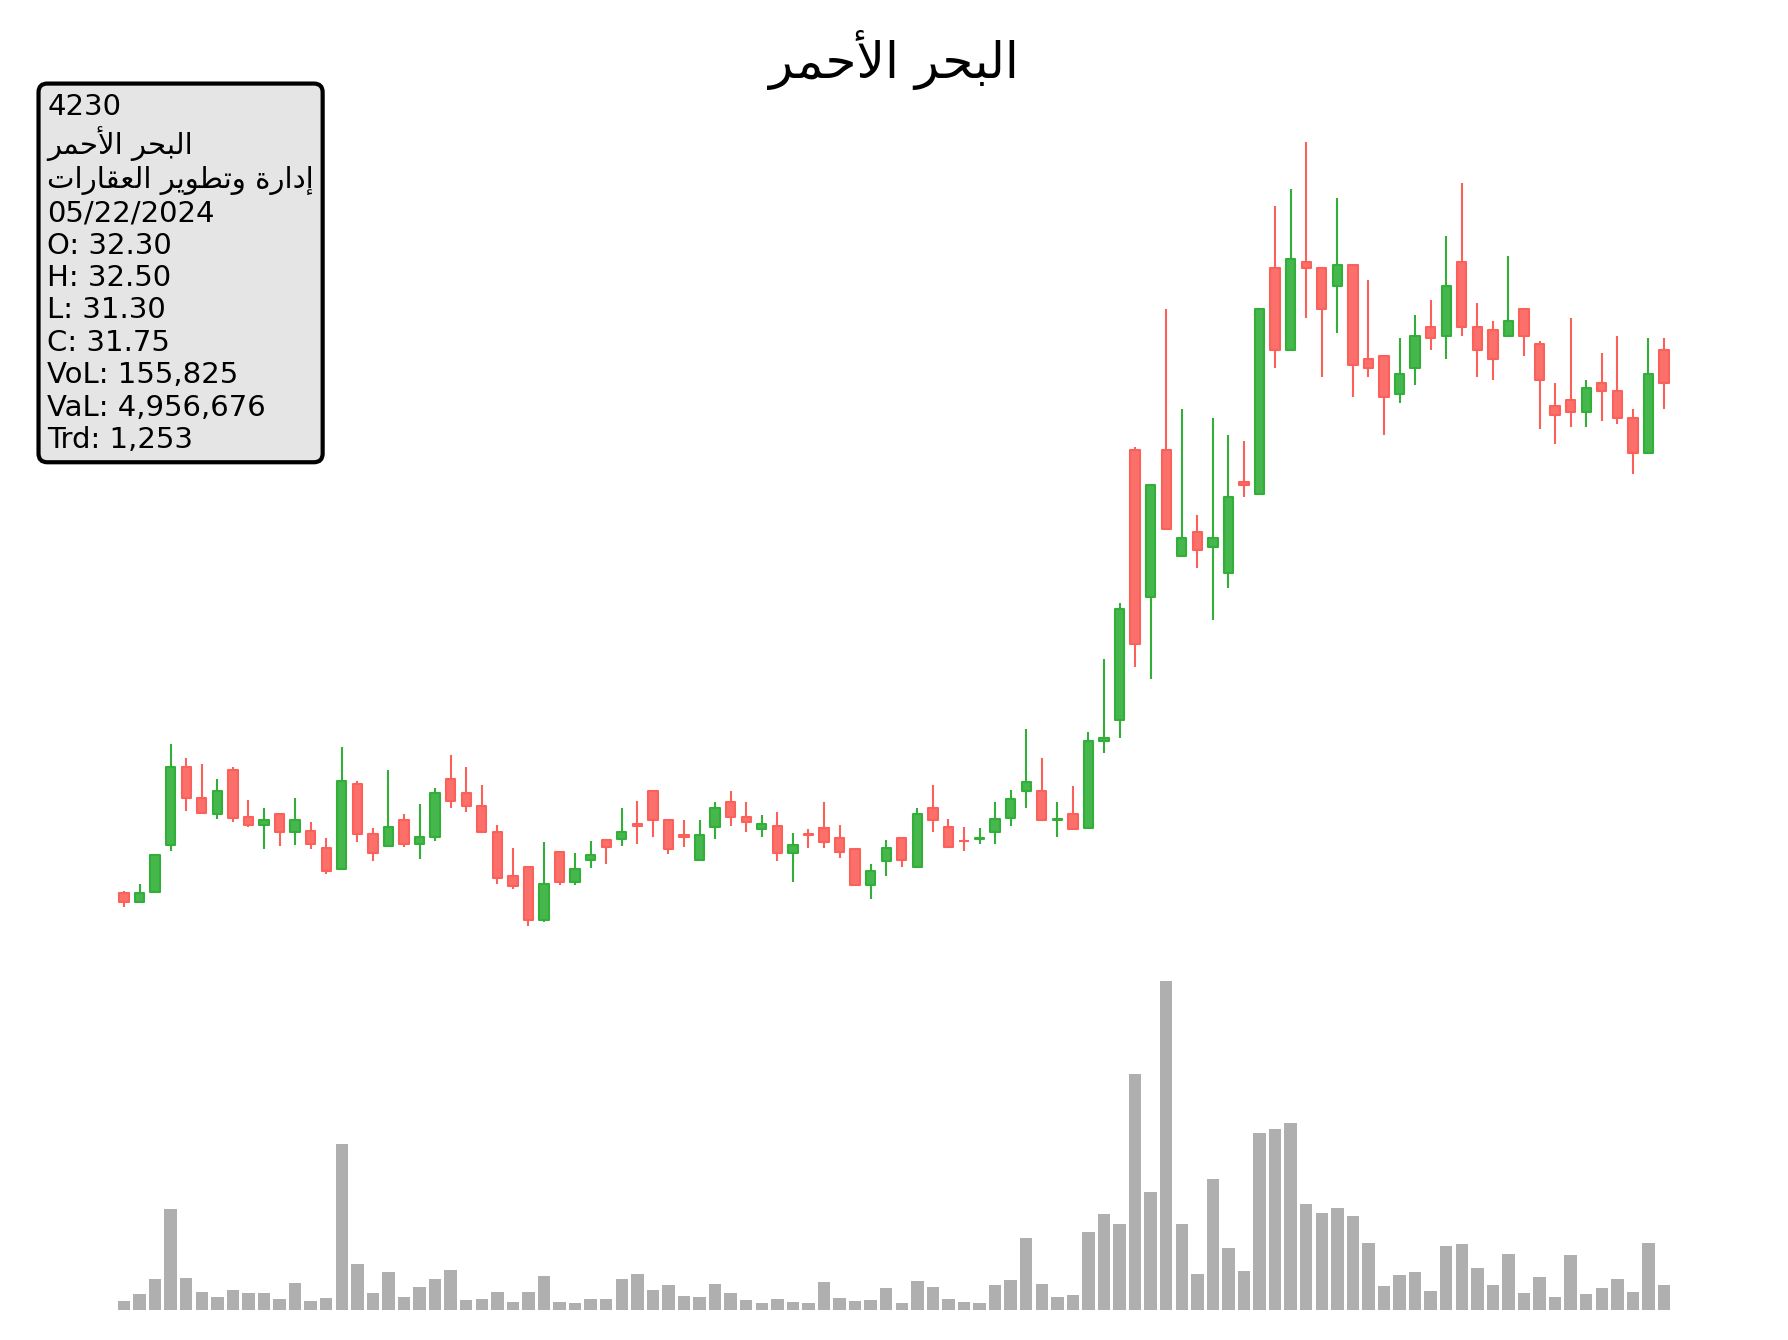 البحر الأحمر
4230
البحر الأحمر
إدارة وتطوير العقارات
05/22/2024
O: 32.30
H: 32.50
L: 31.30
C: 31.75
VoL: 155,825
VaL: 4,956,676
Trd: 1,253